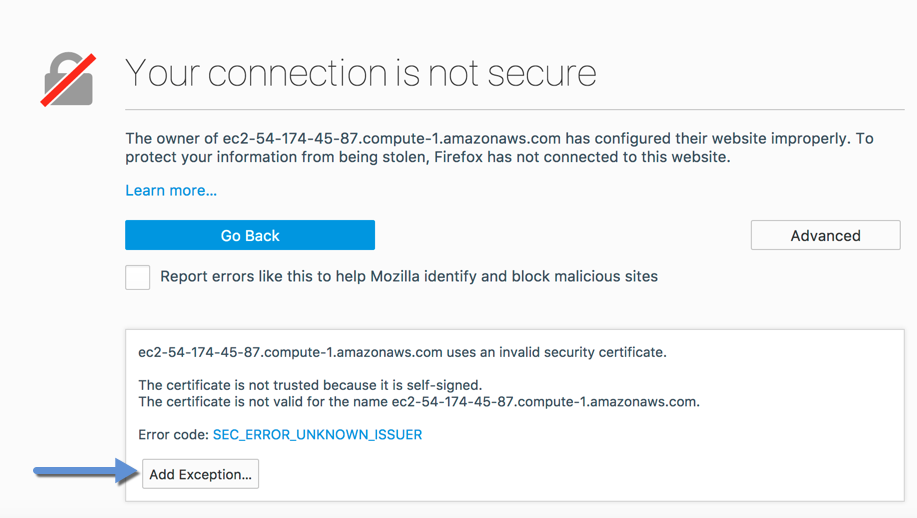 Your connection is not secure
The owner of ec2-54-174-45-87.compute-1.amazonaws.com has configured their website improperly. To
protect your information from being stolen, Firefox has not connected to this website.
Learn more...
Go Back
Advanced
Report errors like this to help Mozilla identify and block malicious sites
ec2-54-174-45-87.compute-1.amazonaws.com uses an invalid security certificate.
The certificate is not trusted because it is self-signed.
The certificate is not valid for the name ec2-54-174-45-87.compute-1.amazonaws.com.
Error code: SEC_ERROR_UNKNOWN_ISSUER
Add Exception...